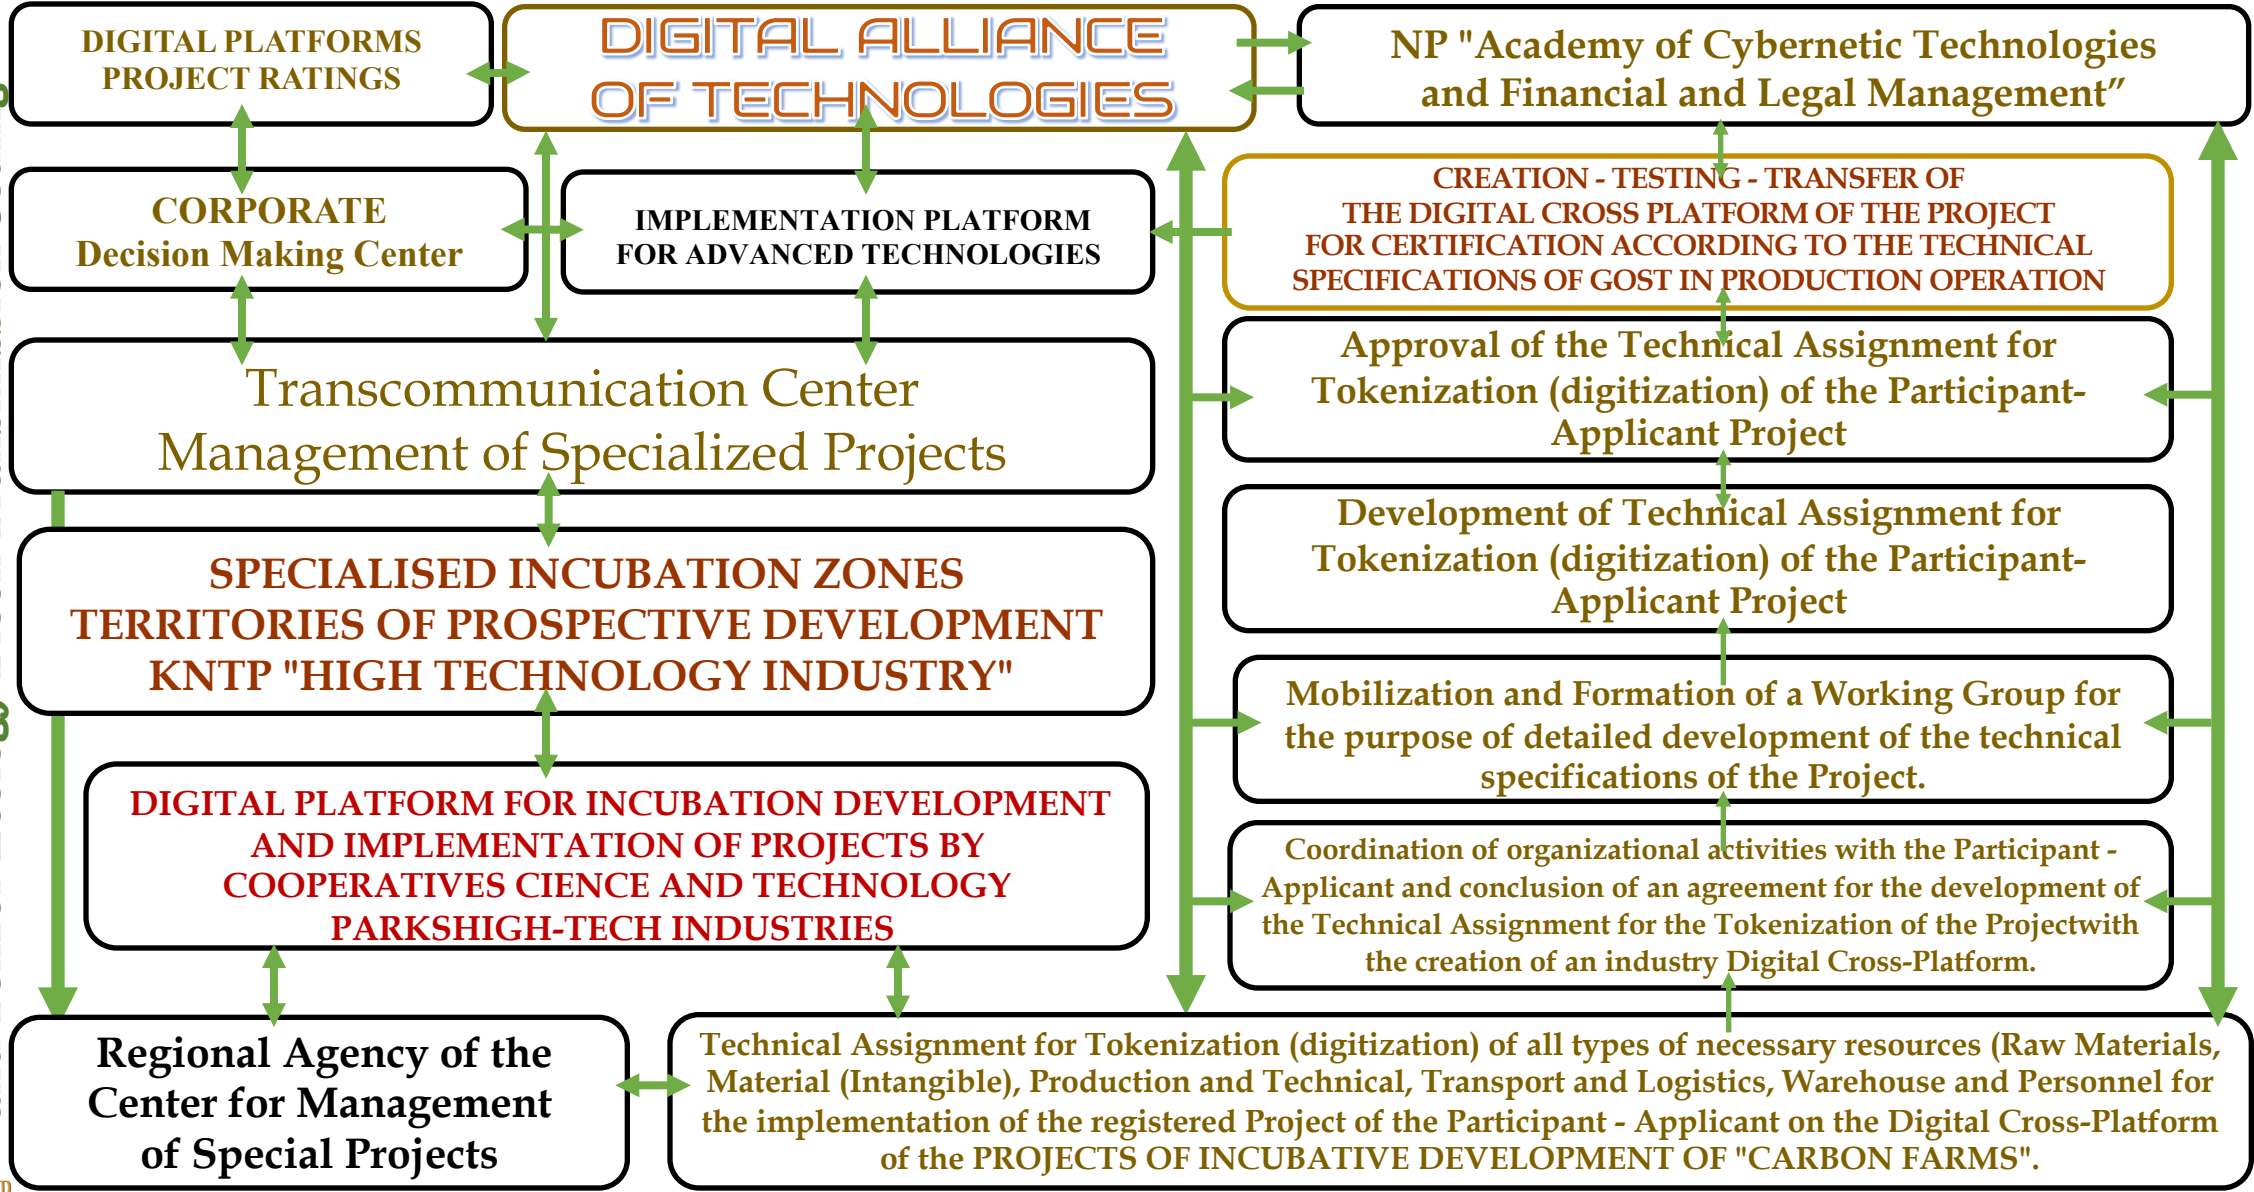 DIGITAL PLATFORMS
PROJECT RATINGS
DIGITAL ALLIANCE
OF TECHNOLOGIES
NP "Academy of Cybernetic Technologies
and Financial and Legal Management”
CORPORATE
Decision Making Center
IMPLEMENTATION PLATFORM
FOR ADVANCED TECHNOLOGIES
CREATION - TESTING - TRANSFER OF
THE DIGITAL CROSS PLATFORM OF THE PROJECT
FOR CERTIFICATION ACCORDING TO THE TECHNICAL
SPECIFICATIONS OF GOST IN PRODUCTION OPERATION
Transcommunication Center
Management of Specialized Projects
Approval of the Technical Assignment for
Tokenization (digitization) of the Participant-
Applicant Project
Development of Technical Assignment for
Tokenization (digitization) of the Participant-
Applicant Project
SPECIALISED INCUBATION ZONES
TERRITORIES OF PROSPECTIVE DEVELOPMENT
KNTP "HIGH TECHNOLOGY INDUSTRY"
Mobilization and Formation of a Working Group for
the purpose of detailed development of the technical
specifications of the Project.
DIGITAL PLATFORM FOR INCUBATION DEVELOPMENT
AND IMPLEMENTATION OF PROJECTS BY
COOPERATIVES CIENCE AND TECHNOLOGY
PARKSHIGH-TECH INDUSTRIES
Coordination of organizational activities with the Participant -
Applicant and conclusion of an agreement for the development of
the Technical Assignment for the Tokenization of the Projectwith
the creation of an industry Digital Cross-Platform.
Regional Agency of the
Center for Management
of Special Projects
Technical Assignment for Tokenization (digitization) of all types of necessary resources (Raw Materials,
Material (Intangible), Production and Technical, Transport and Logistics, Warehouse and Personnel for
the implementation of the registered Project of the Participant - Applicant on the Digital Cross-Platform
of the PROJECTS OF INCUBATIVE DEVELOPMENT OF "CARBON FARMS".